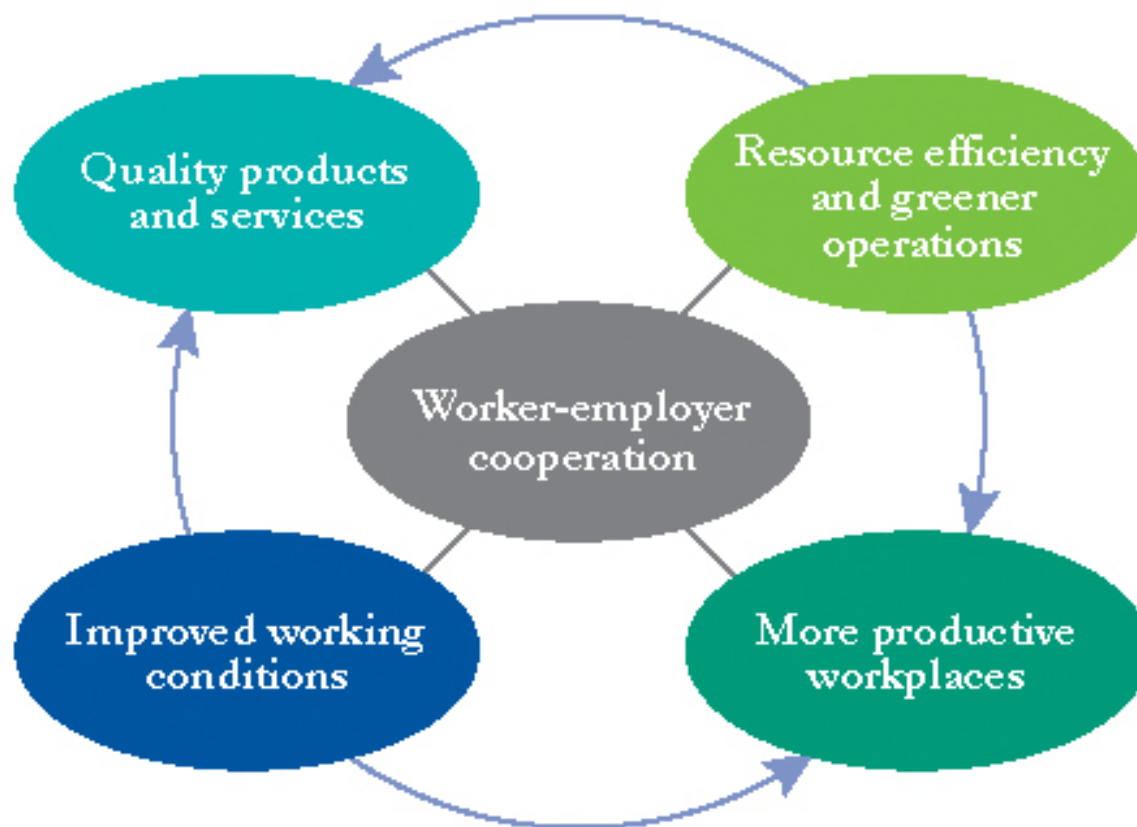 Quality products
and services
Resource efficiency
and greener
operations
Worker-employer
cooperation
Improved working
conditions
More productive
workplaces